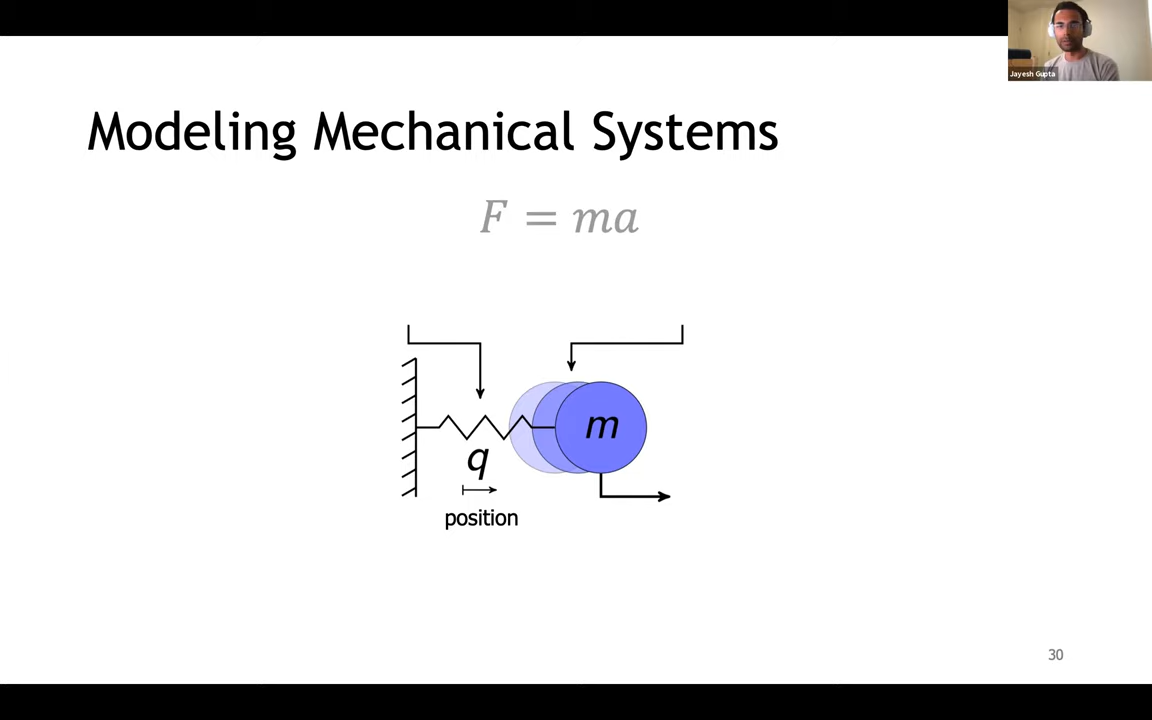 Jayesh Gupta
Modeling Mechanical Systems
F = ma
m
q
position
30